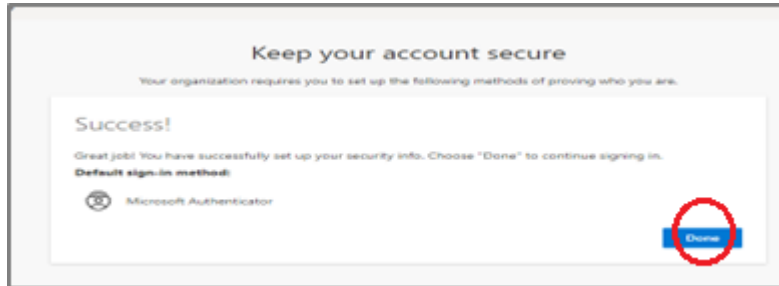 Keep your account secure
Your organization requires you to set up the following methods of proving who you are.
Success!
Great job! You have successfully set up your security info. Choose "Done" to continue signing in.
Default sign-in method:
Microsoft Authenticator
Done